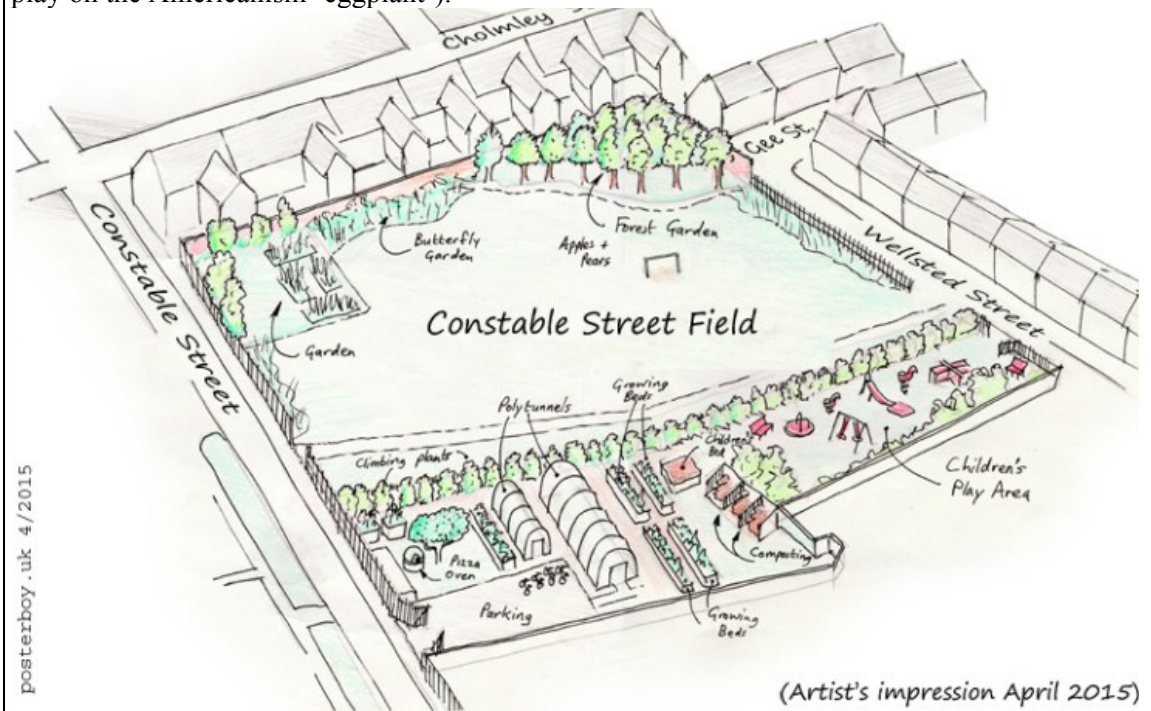 play on the Americanism "eggplant").
Cholmley St
Gee St.
Constable Street
Wellsted Street
Butterfly
Garden
Forest Garden
Apples +
Pears
Garden
Constable Street Field
Growing
Beds
Polytunnels
Climbing plants
Children's
Bed
Children's
Play Area
Pizza
Oven
Composting
Parking
Growing
Beds
posterboy.uk 4/2015
(Artist's impression April 2015)